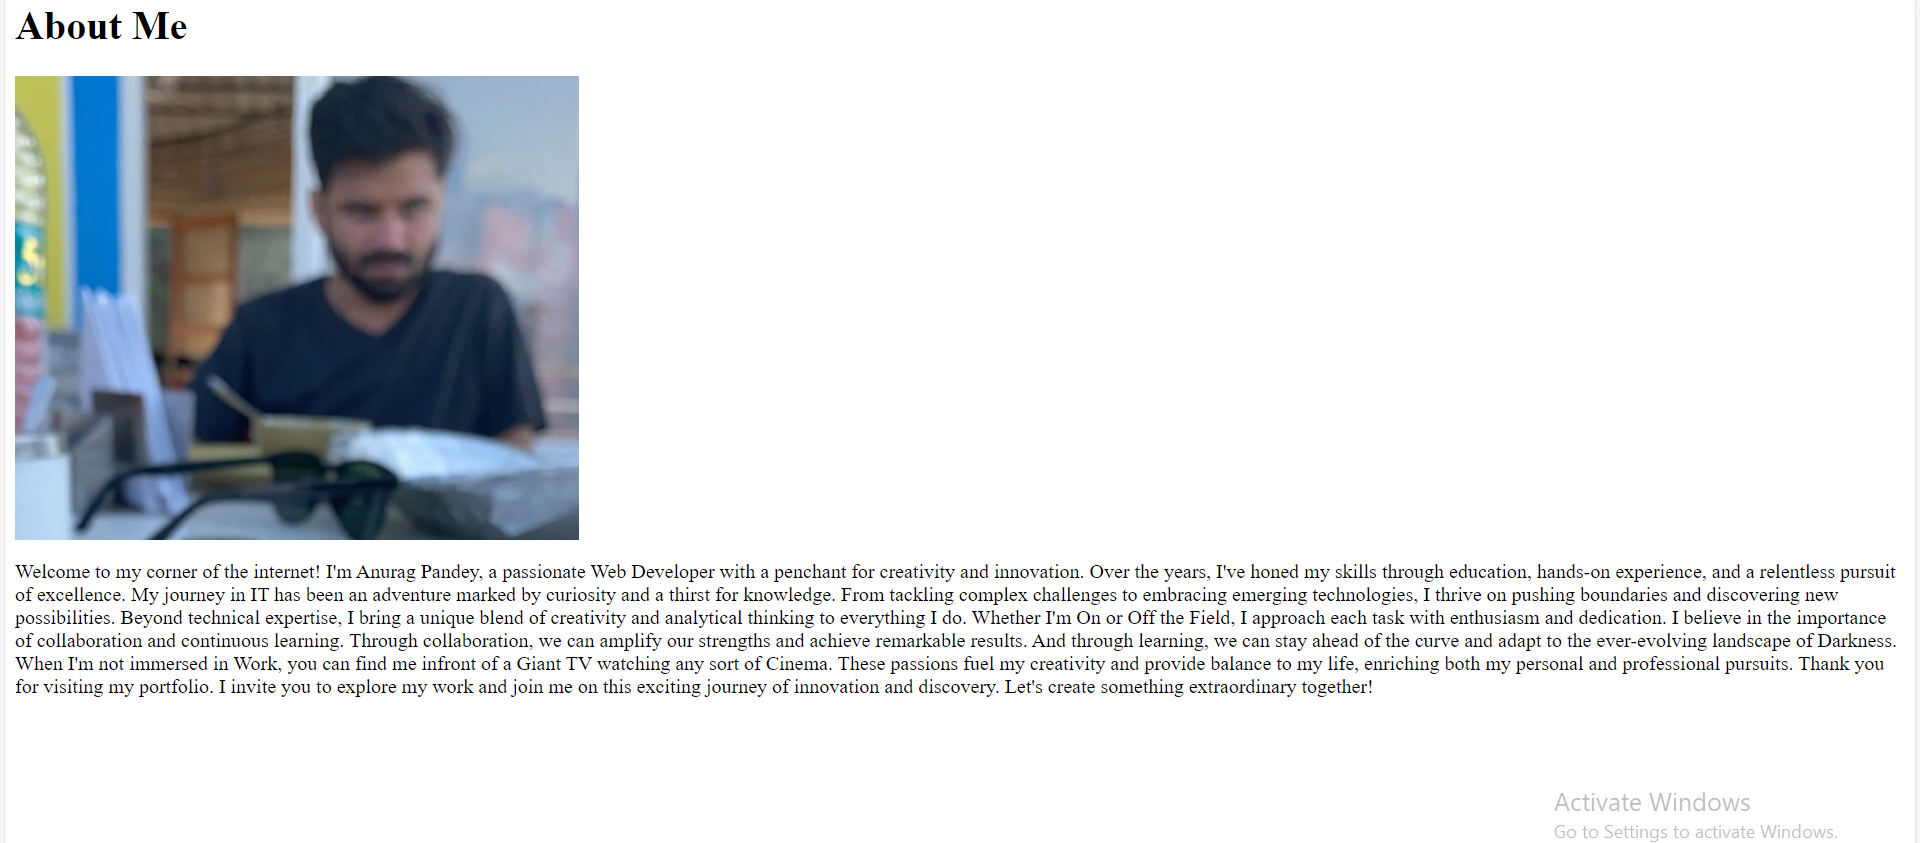 About Me
Welcome to my corner of the internet! I'm Anurag Pandey, a passionate Web Developer with a penchant for creativity and innovation. Over the years, I've honed my skills through education, hands-on experience, and a relentless pursuit
of excellence. My journey in IT has been an adventure marked by curiosity and a thirst for knowledge. From tackling complex challenges to embracing emerging technologies, I thrive on pushing boundaries and discovering new
possibilities. Beyond technical expertise, I bring a unique blend of creativity and analytical thinking to everything I do. Whether I'm On or Off the Field, I approach each task with enthusiasm and dedication. I believe in the importance
of collaboration and continuous learning. Through collaboration, we can amplify our strengths and achieve remarkable results. And through learning, we can stay ahead of the curve and adapt to the ever-evolving landscape of Darkness.
When I'm not immersed in Work, you can find me infront of a Giant TV watching any sort of Cinema. These passions fuel my creativity and provide balance to my life, enriching both my personal and professional pursuits. Thank you
for visiting my portfolio. I invite you to explore my work and join me on this exciting journey of innovation and discovery. Let's create something extraordinary together!
Activate Windows
Go to Settings to activate Windows.